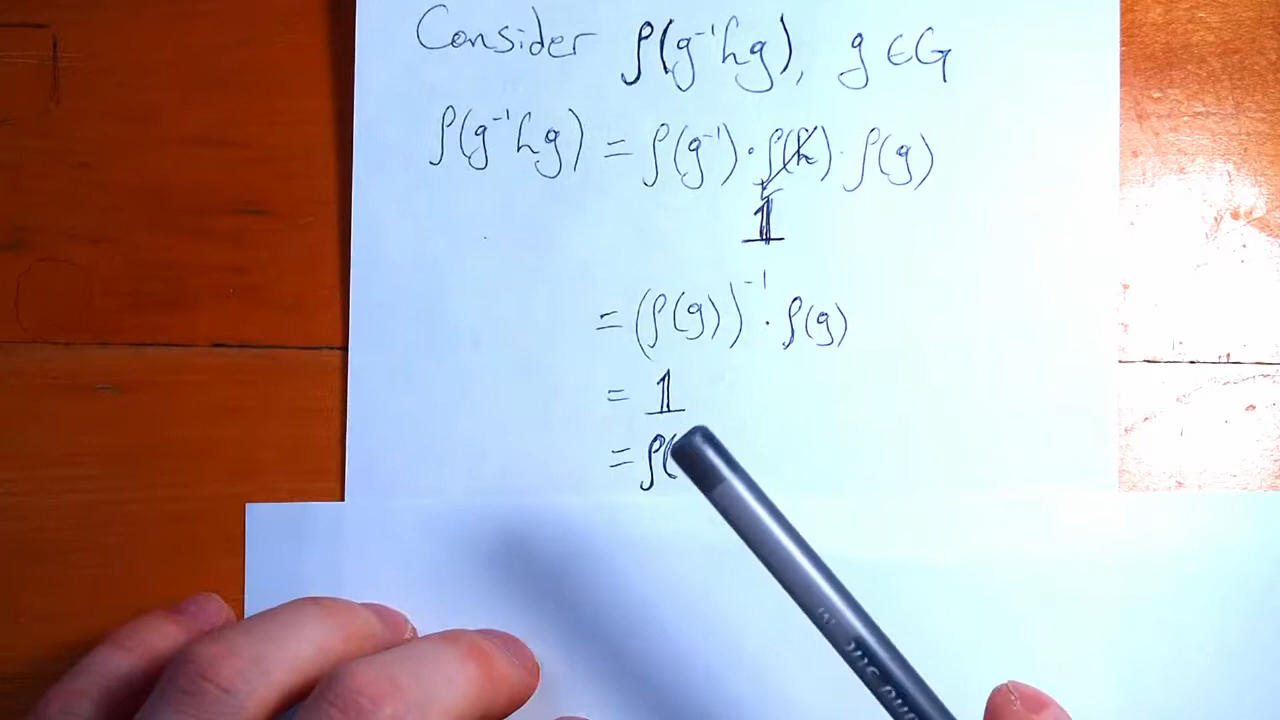 Consider ρ(g⁻¹hg), g ∈ G
ρ(g⁻¹hg) = ρ(g⁻¹) · ρ(h) · ρ(g)
1
= (ρ(g))⁻¹ · ρ(g)
= 1
= ρ(